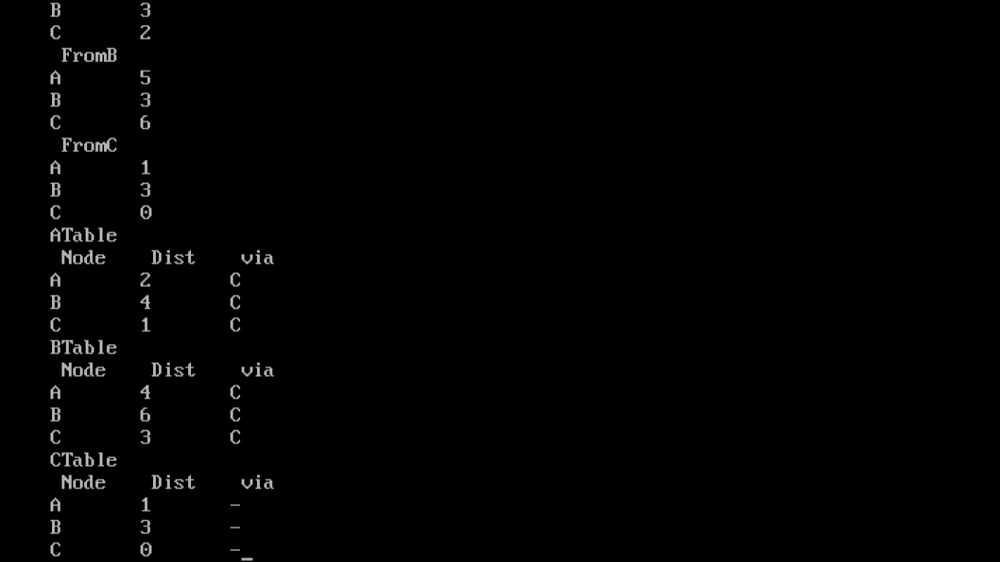 B 3
C 2
FromB
A 5
B 3
C 6
FromC
A 1
B 3
C 0
ATable
Node Dist via
A 2 C
B 4 C
C 1 C
BTable
Node Dist via
A 4 C
B 6 C
C 3 C
CTable
Node Dist via
A 1 -
B 3 -
C 0 -_